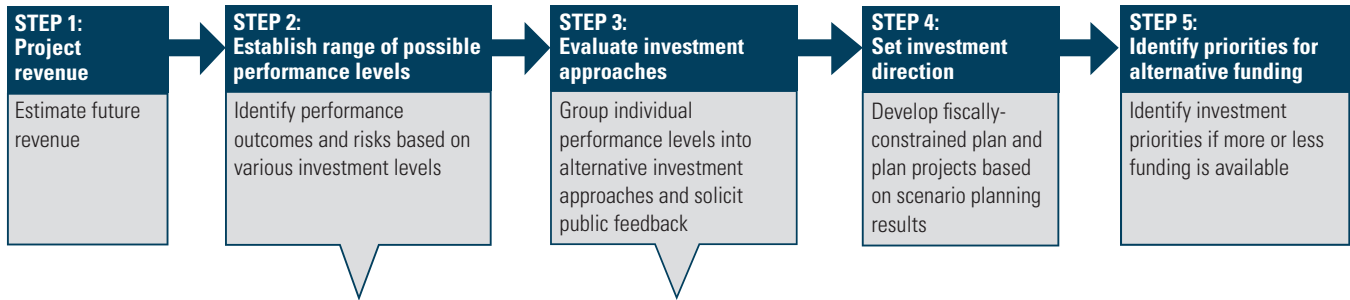 STEP 1:
Project
revenue
Estimate future
revenue
STEP 2:
Establish range of possible
performance levels
Identify performance
outcomes and risks based on
various investment levels
STEP 3:
Evaluate investment
approaches
Group individual
performance levels into
alternative investment
approaches and solicit
public feedback
STEP 4:
Set investment
direction
Develop fiscally-
constrained plan and
plan projects based
on scenario planning
results
STEP 5:
Identify priorities for
alternative funding
Identify investment
priorities if more or less
funding is available